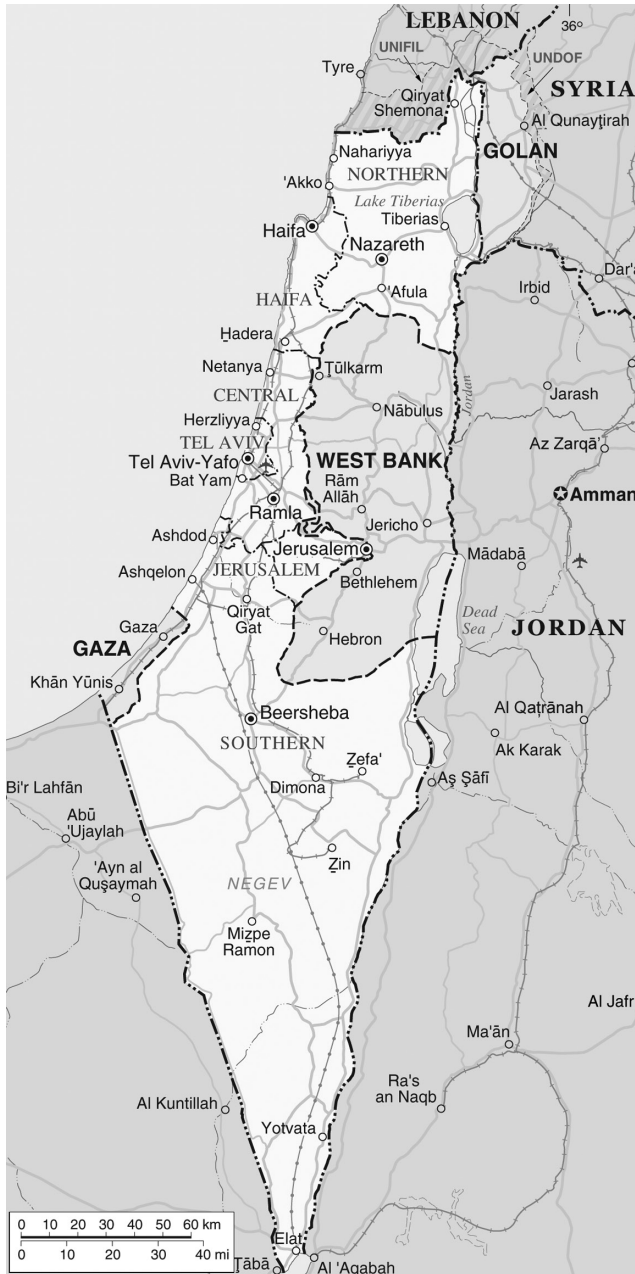 LEBANON
36°
UNIFIL
Tyre
UNDOF
SYRIA
Qiryat
Shemona
Al Qunayţirah
GOLAN
Nahariyya
NORTHERN
'Akko
Lake Tiberias
Tiberias
Haifa
Nazareth
Dar'a
'Afula
Irbid
HAIFA
H̱adera
Netanya
Ţūlkarm
Jordan
Jarash
CENTRAL
Nābulus
Herzliyya
TEL AVIV
Az Zarqā'
Tel Aviv-Yafo
WEST BANK
Bat Yam
Rām
Allāh
Amman
Ramla
Jericho
Ashdod
Jerusalem
Mādabā
Ashqelon
JERUSALEM
Bethlehem
Qiryat
Gat
Dead
Sea
Gaza
Hebron
JORDAN
GAZA
Khān Yūnis
Al Qaţrānah
Beersheba
SOUTHERN
Ak Karak
Ẕefa'
Dimona
Aş Şāfī
Bi'r Lahfān
Abū
'Ujaylah
Ẕin
'Ayn al
Quşaymah
NEGEV
Miẕpe
Ramon
Al Jafr
Ma'ān
Ra's
an Naqb
Al Kuntillah
Yotvata
0 10 20 30 40 50 60 km
0 10 20 30 40 mi
Elat
Ţābā
Al 'Aqabah